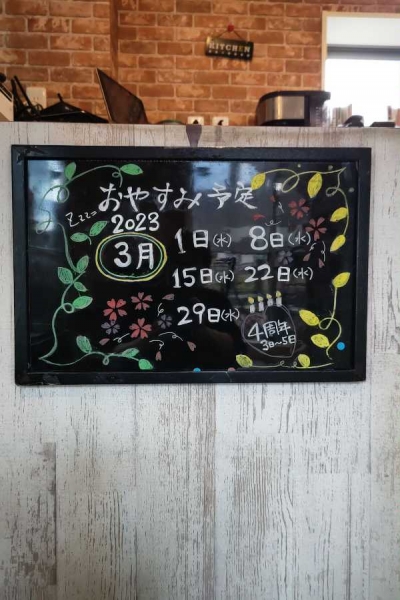 KITCHEN
おやすみ予定
Zzz
2023
3月
1日(水) 8日(水)
15日(水) 22日(水)
29日(水)
4周年
3日~5日